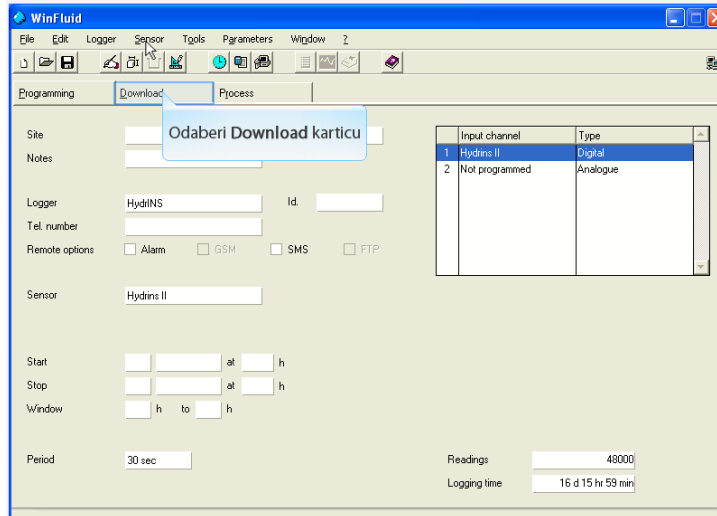 WinFluid
File Edit Logger Sensor Tools Parameters Window ?
Programming Download Process
Odaberi Download karticu
Site
Notes
Logger HydrINS Id.
Tel. number
Remote options Alarm GSM SMS FTP
Sensor Hydrins II
Start at h
Stop at h
Window h to h
Period 30 sec
Input channel Type
1 Hydrins II Digital
2 Not programmed Analogue
Readings 48000
Logging time 16 d 15 hr 59 min